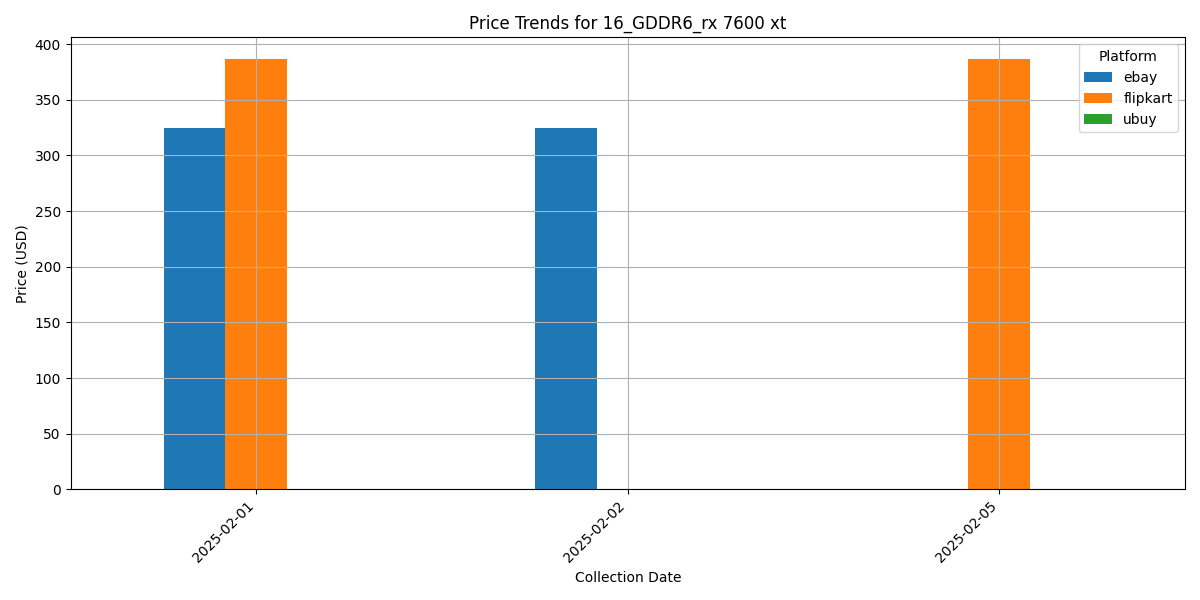 Price Trends for 16_GDDR6_rx 7600 xt
Platform
ebay
flipkart
ubuy
Price (USD)
400
350
300
250
200
150
100
50
0
2025-02-01
2025-02-02
2025-02-05
Collection Date